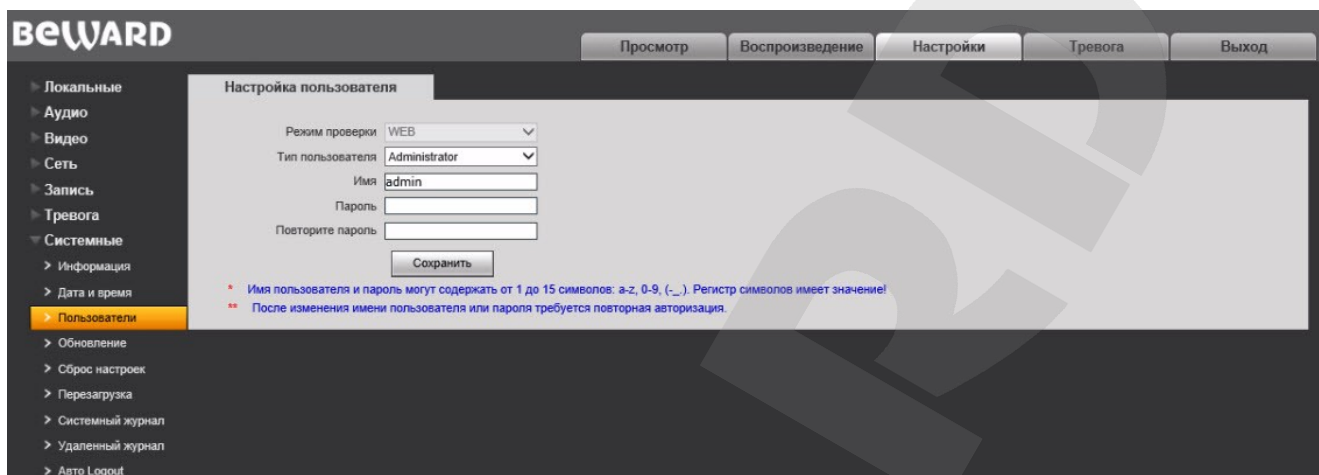 BEWARD
Просмотр
Воспроизведение
Настройки
Тревога
Выход
Локальные
Аудио
Видео
Сеть
Запись
Тревога
Системные
Информация
Дата и время
Пользователи
Обновление
Сброс настроек
Перезагрузка
Системный журнал
Удаленный журнал
Авто Logout
Настройка пользователя
Режим проверки WEB
Тип пользователя Administrator
Имя admin
Пароль
Повторите пароль
Сохранить
* Имя пользователя и пароль могут содержать от 1 до 15 символов: a-z, 0-9, (-_.). Регистр символов имеет значение!
** После изменения имени пользователя или пароля требуется повторная авторизация.